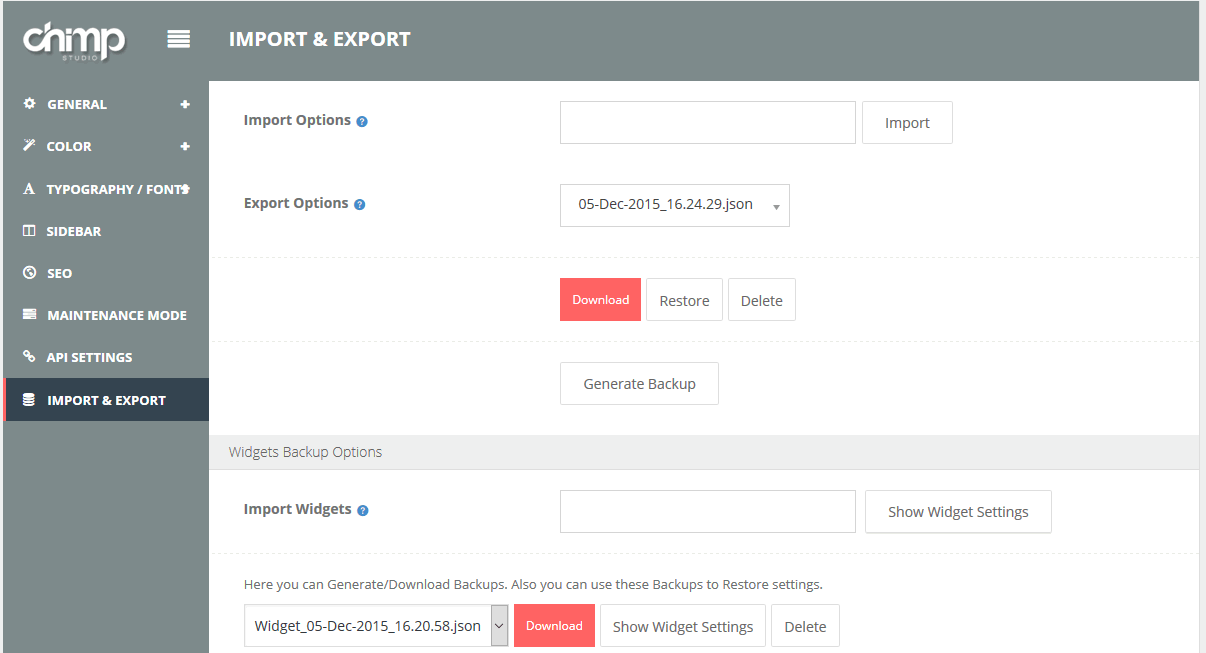 chimp
STUDIO
IMPORT & EXPORT
GENERAL
COLOR
TYPOGRAPHY / FONTS
SIDEBAR
SEO
MAINTENANCE MODE
API SETTINGS
IMPORT & EXPORT
Import Options ?
Import
Export Options ?
05-Dec-2015_16.24.29.json
Download Restore Delete
Generate Backup
Widgets Backup Options
Import Widgets ?
Show Widget Settings
Here you can Generate/Download Backups. Also you can use these Backups to Restore settings.
Widget_05-Dec-2015_16.20.58.json Download Show Widget Settings Delete